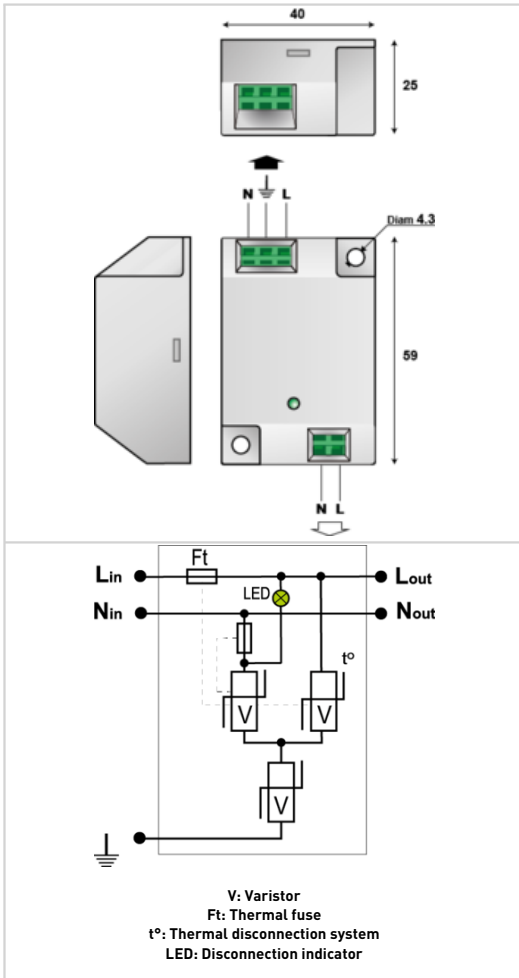 40
25
N L
Diam 4.3
59
N L
Ft
Lin Lout
LED
Nin Nout
t°
V V
V
V: Varistor
Ft: Thermal fuse
t°: Thermal disconnection system
LED: Disconnection indicator